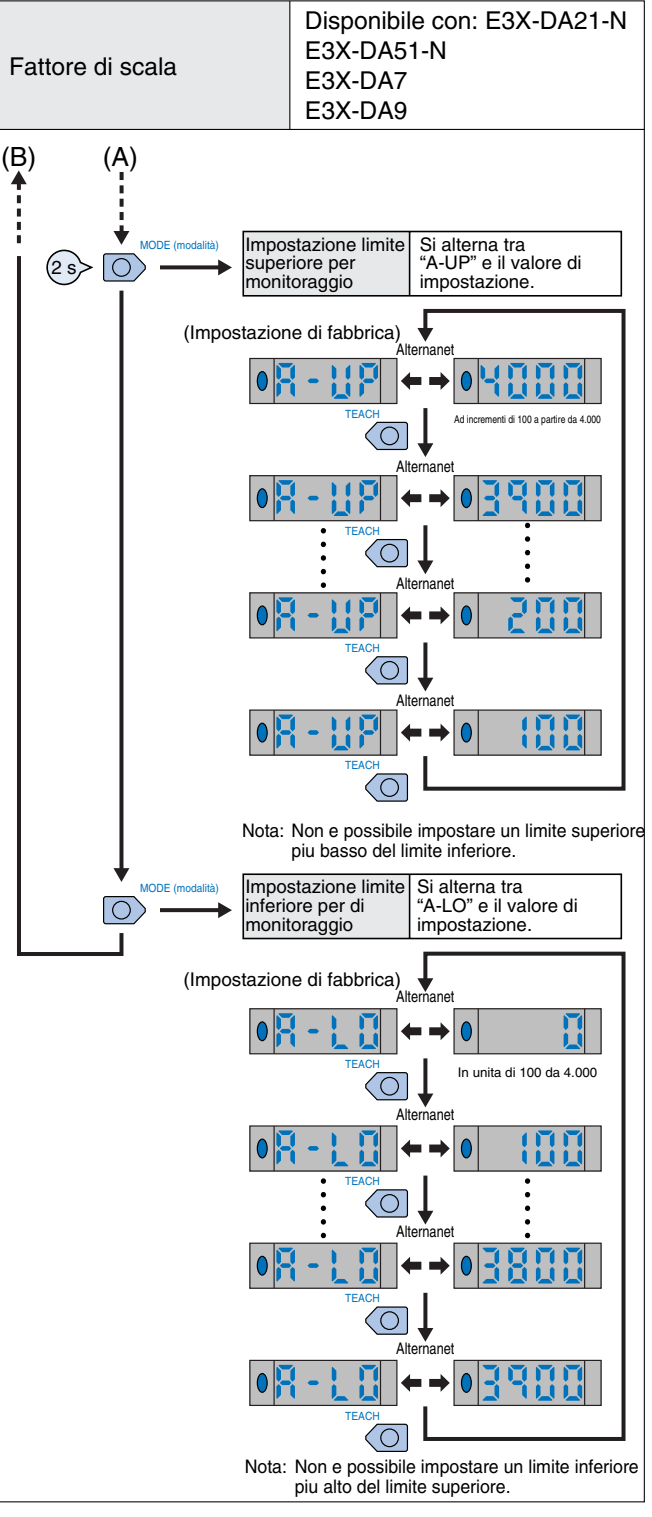 Fattore di scala
Disponibile con: E3X-DA21-N
E3X-DA51-N
E3X-DA7
E3X-DA9
(B)
(A)
MODE (modalità)
2 s
Impostazione limite
superiore per
monitoraggio
Si alterna tra
“A-UP” e il valore di
impostazione.
(Impostazione di fabbrica)
Alternanet
A-UP
4000
TEACH
Ad incrementi di 100 a partire da 4.000
Alternanet
A-UP
3900
TEACH
Alternanet
A-UP
200
TEACH
Alternanet
A-UP
100
TEACH
Nota: Non e possibile impostare un limite superiore
piu basso del limite inferiore.
MODE (modalità)
Impostazione limite
inferiore per di
monitoraggio
Si alterna tra
“A-LO” e il valore di
impostazione.
(Impostazione di fabbrica)
Alternanet
A-LO
0
TEACH
In unita di 100 da 4.000
Alternanet
A-LO
100
TEACH
Alternanet
A-LO
3800
TEACH
Alternanet
A-LO
3900
TEACH
Nota: Non e possibile impostare un limite inferiore
piu alto del limite superiore.